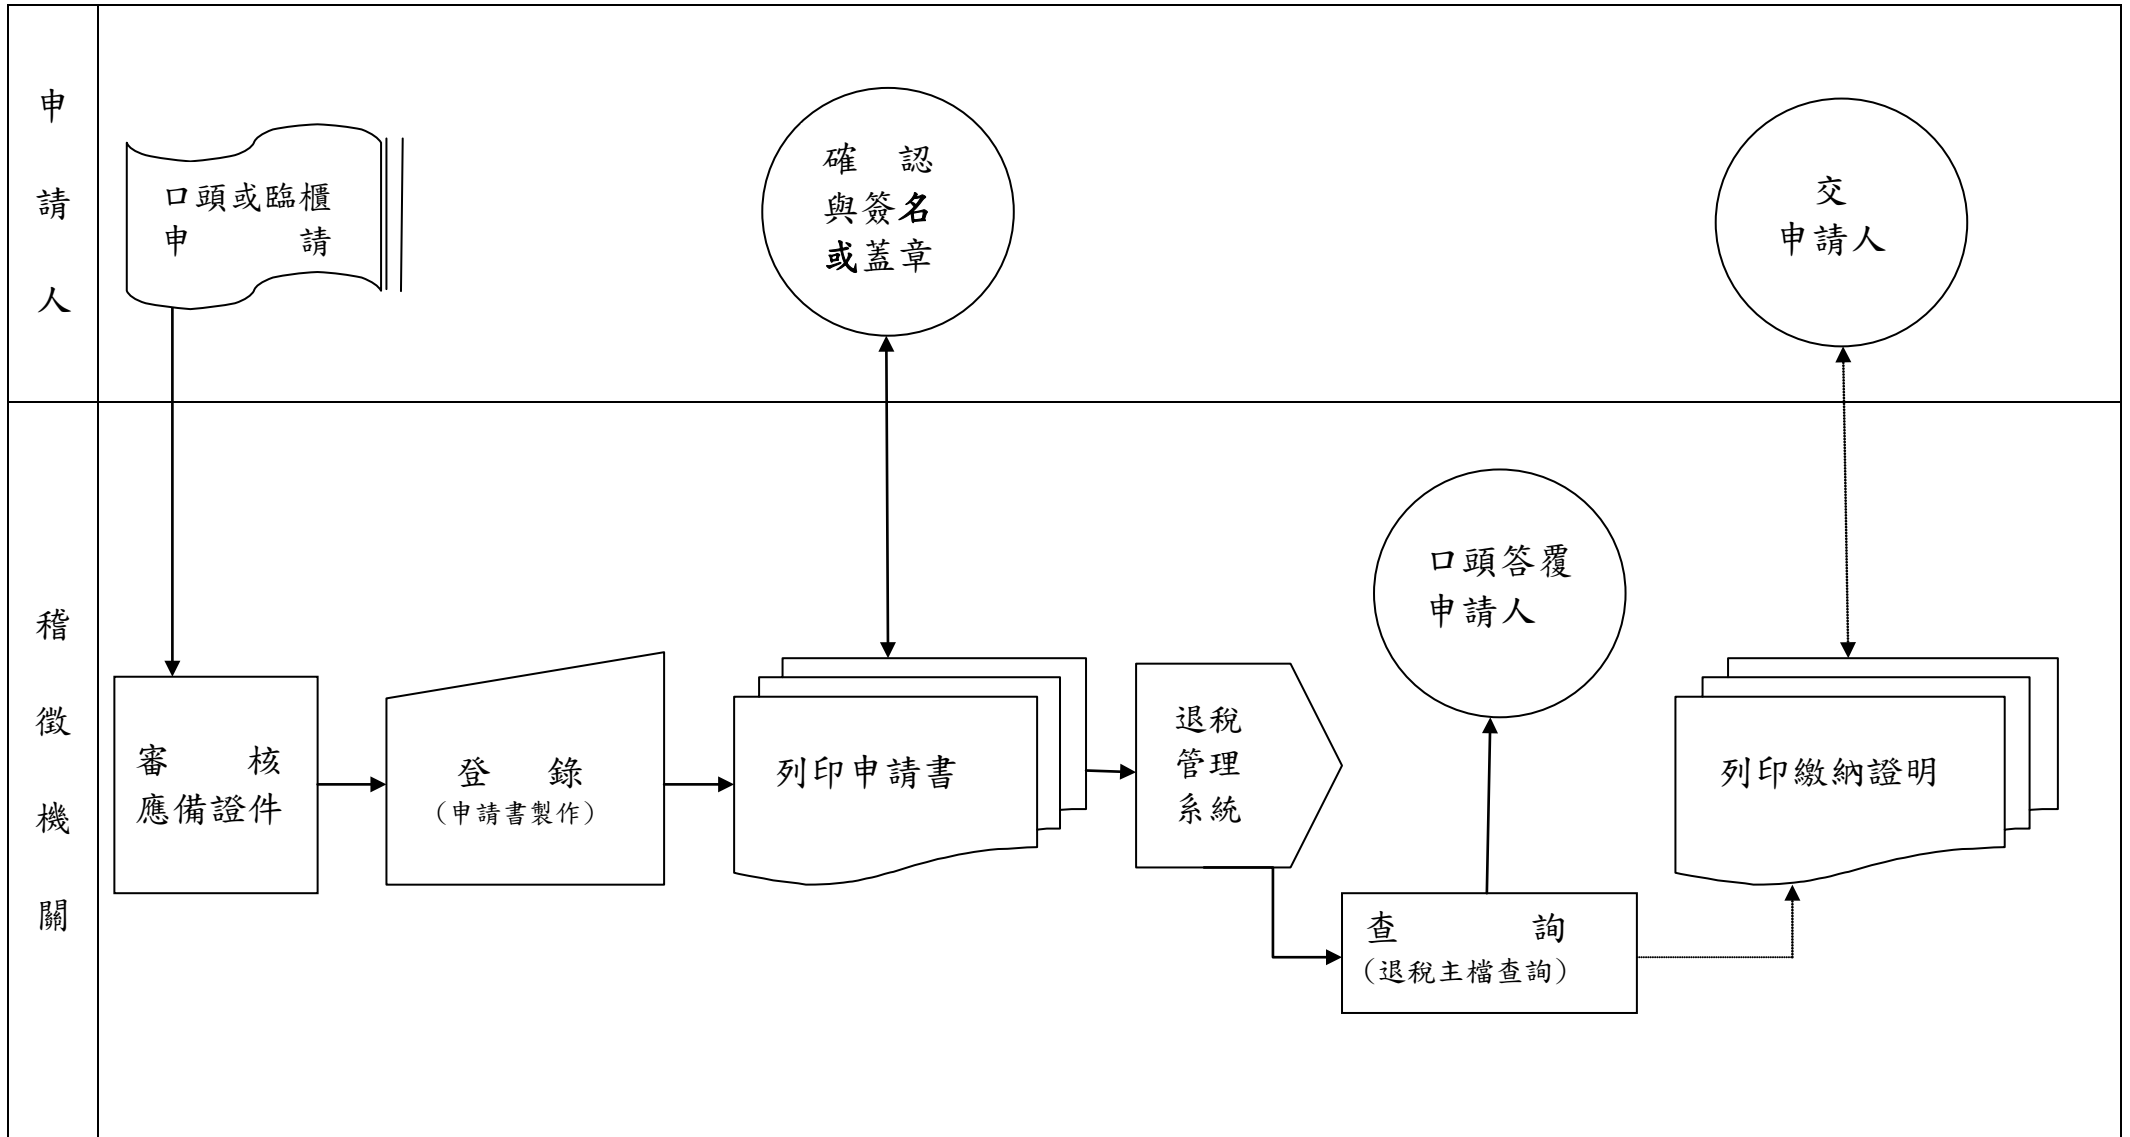 申
請
人
口頭或臨櫃
申　　　請
確　認
與簽名
或蓋章
交
申請人
稽
徵
機
關
審　　核
應備證件
登　錄
（申請書製作）
列印申請書
退稅
管理
系統
口頭答覆
申請人
查　　　詢
（退稅主檔查詢）
列印繳納證明